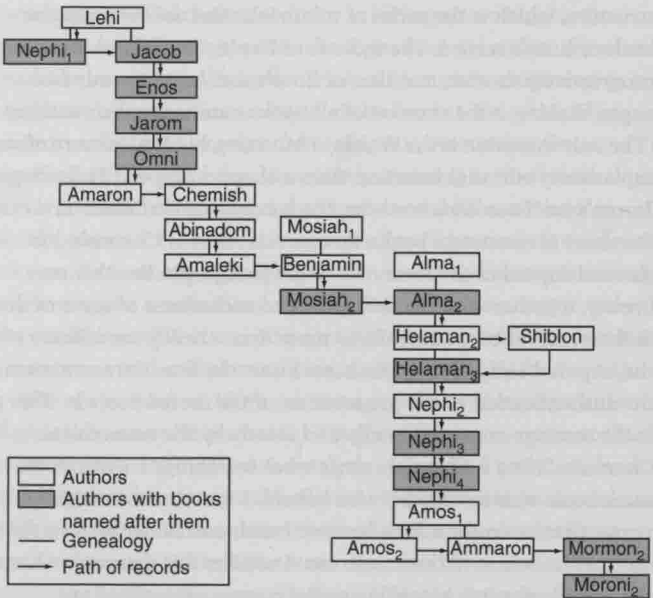 Lehi
Nephi₁ Jacob
Enos
Jarom
Omni
Amaron Chemish
Abinadom Mosiah₁
Amaleki Benjamin Alma₁
Mosiah₂ Alma₂
Helaman₂ Shiblon
Helaman₃
Nephi₂
Nephi₃
Nephi₄
Amos₁
Amos₂ Ammaron Mormon₂
Moroni₂
Authors
Authors with books
named after them
Genealogy
Path of records